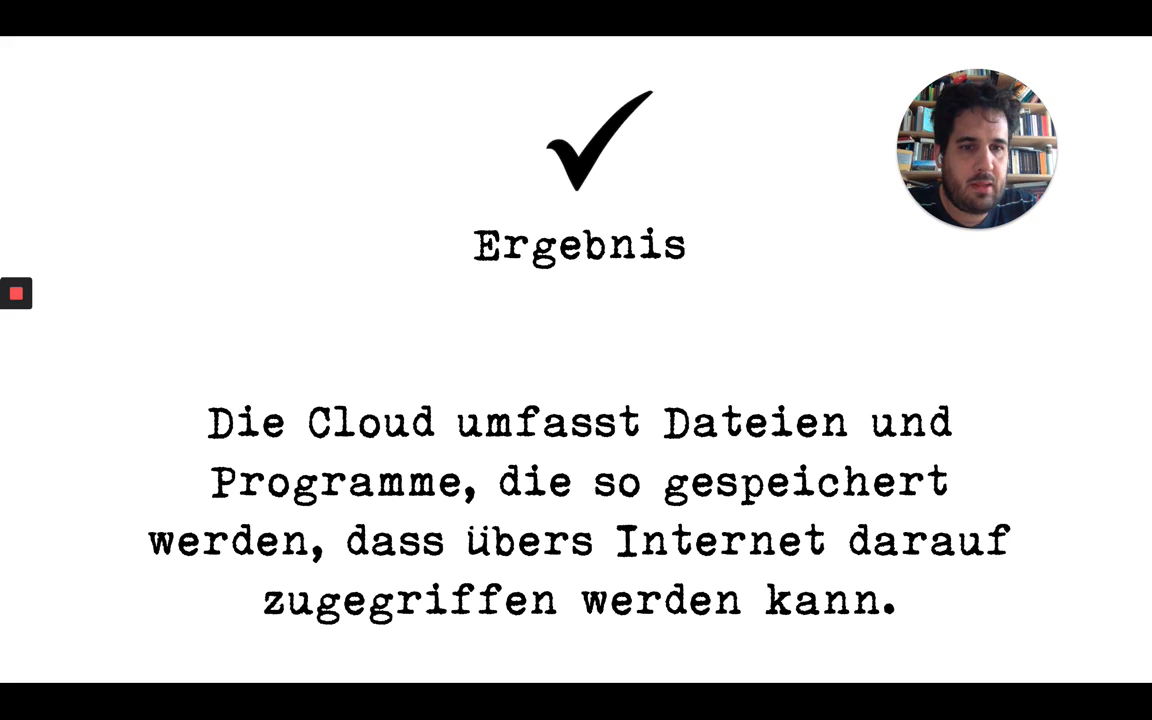 Ergebnis
Die Cloud umfasst Dateien und
Programme, die so gespeichert
werden, dass übers Internet darauf
zugegriffen werden kann.